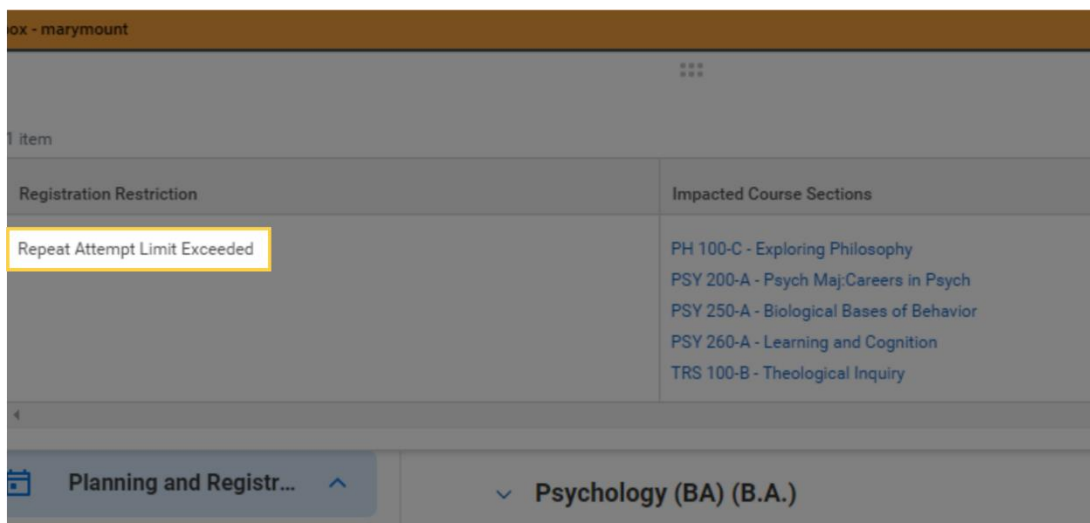 ox - marymount
1 item
Registration Restriction
Impacted Course Sections
Repeat Attempt Limit Exceeded
PH 100-C - Exploring Philosophy
PSY 200-A - Psych Maj;Careers in Psych
PSY 250-A - Biological Bases of Behavior
PSY 260-A - Learning and Cognition
TRS 100-B - Theological Inquiry
Planning and Registr...
Psychology (BA) (B.A.)